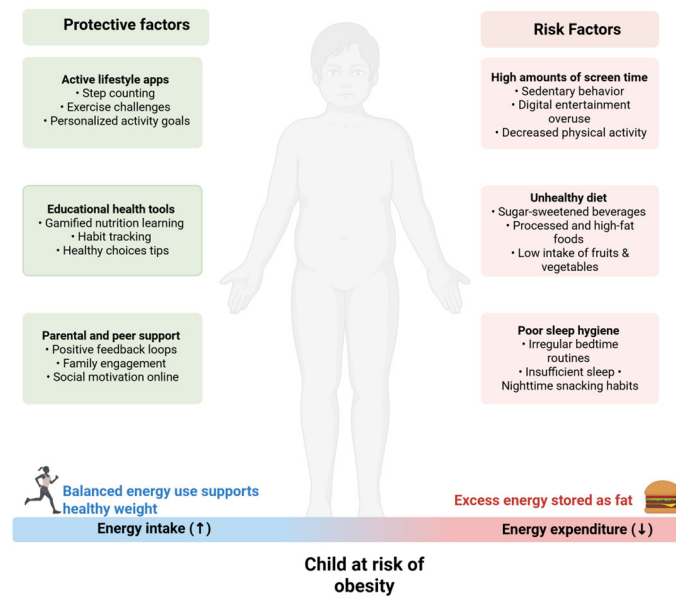 Protective factors
Active lifestyle apps
• Step counting
• Exercise challenges
• Personalized activity goals
Educational health tools
• Gamified nutrition learning
• Habit tracking
• Healthy choices tips
Parental and peer support
• Positive feedback loops
• Family engagement
• Social motivation online
Risk Factors
High amounts of screen time
• Sedentary behavior
• Digital entertainment
overuse
• Decreased physical activity
Unhealthy diet
• Sugar-sweetened beverages
• Processed and high-fat
foods
• Low intake of fruits &
vegetables
Poor sleep hygiene
• Irregular bedtime
routines
• Insufficient sleep •
Nighttime snacking habits
Balanced energy use supports
healthy weight
Excess energy stored as fat
Energy intake (↑)
Energy expenditure (↓)
Child at risk of
obesity